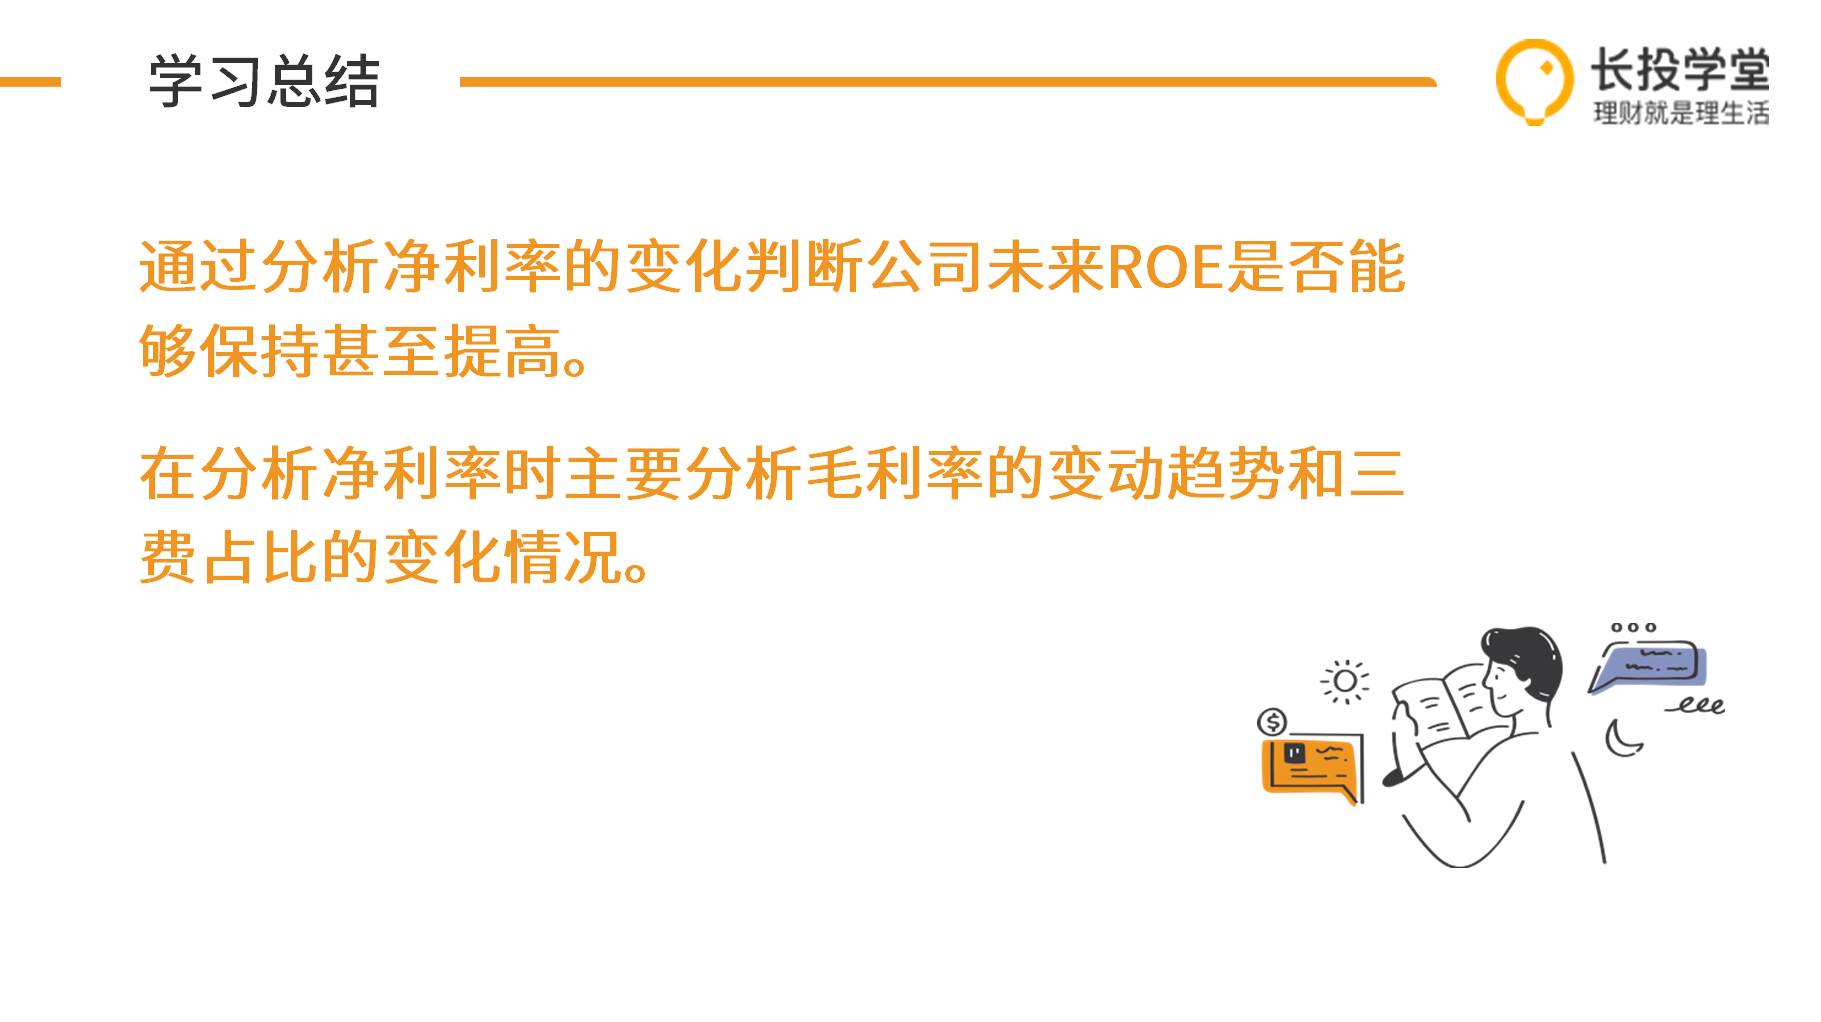 学习总结
长投学堂
理财就是理生活
通过分析净利率的变化判断公司未来ROE是否能
够保持甚至提高。
在分析净利率时主要分析毛利率的变动趋势和三
费占比的变化情况。